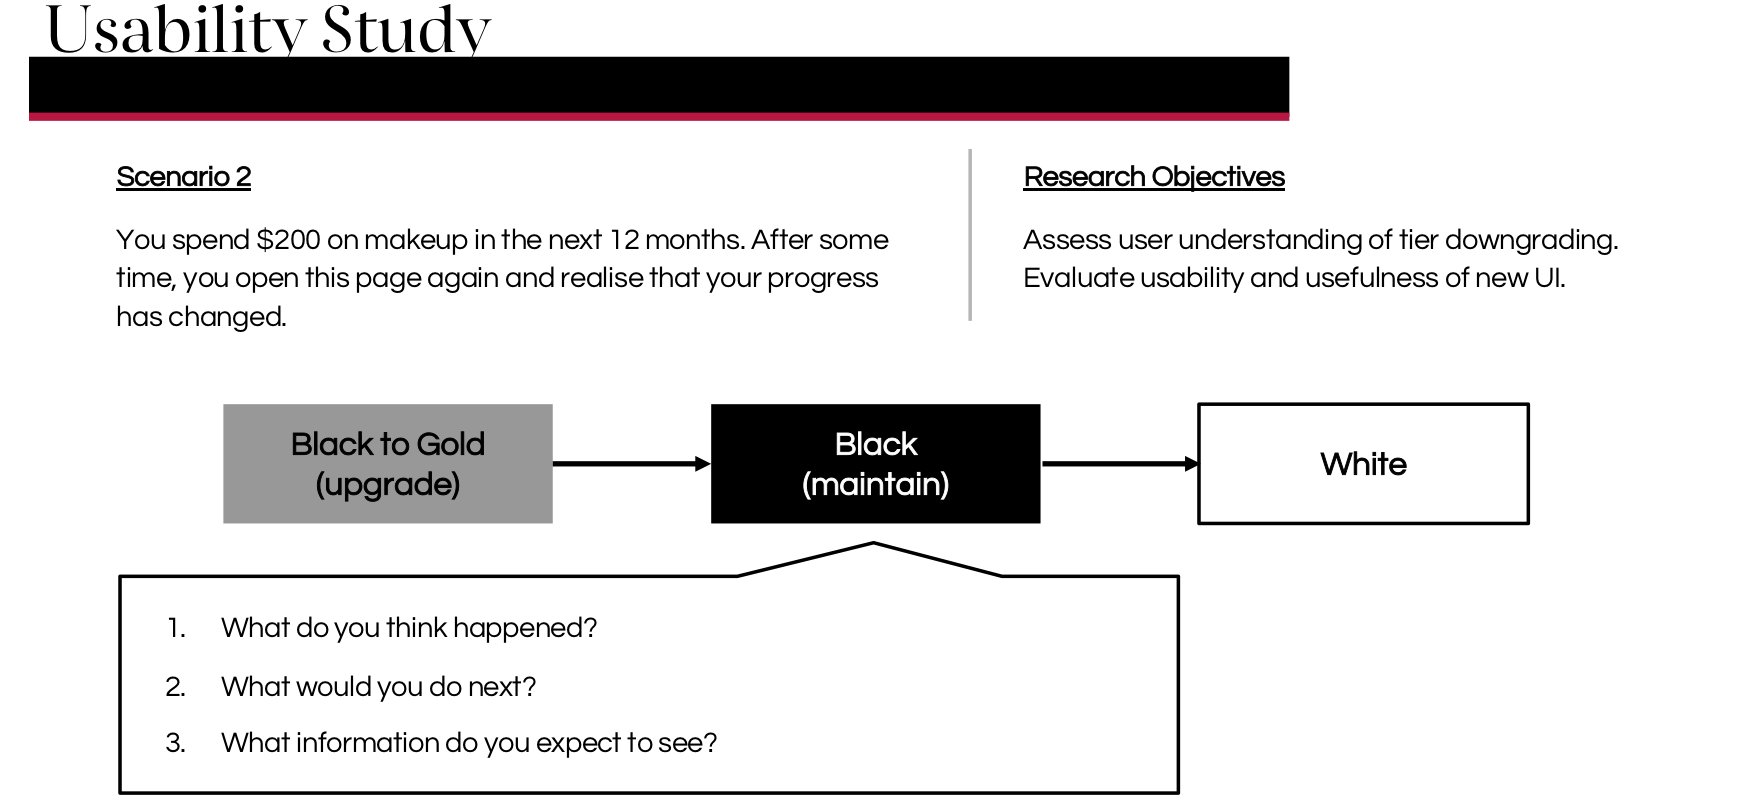 Usability Study
Scenario 2
You spend $200 on makeup in the next 12 months. After some
time, you open this page again and realise that your progress
has changed.
Research Objectives
Assess user understanding of tier downgrading.
Evaluate usability and usefulness of new UI.
Black to Gold
(upgrade)
Black
(maintain)
White
1. What do you think happened?
2. What would you do next?
3. What information do you expect to see?